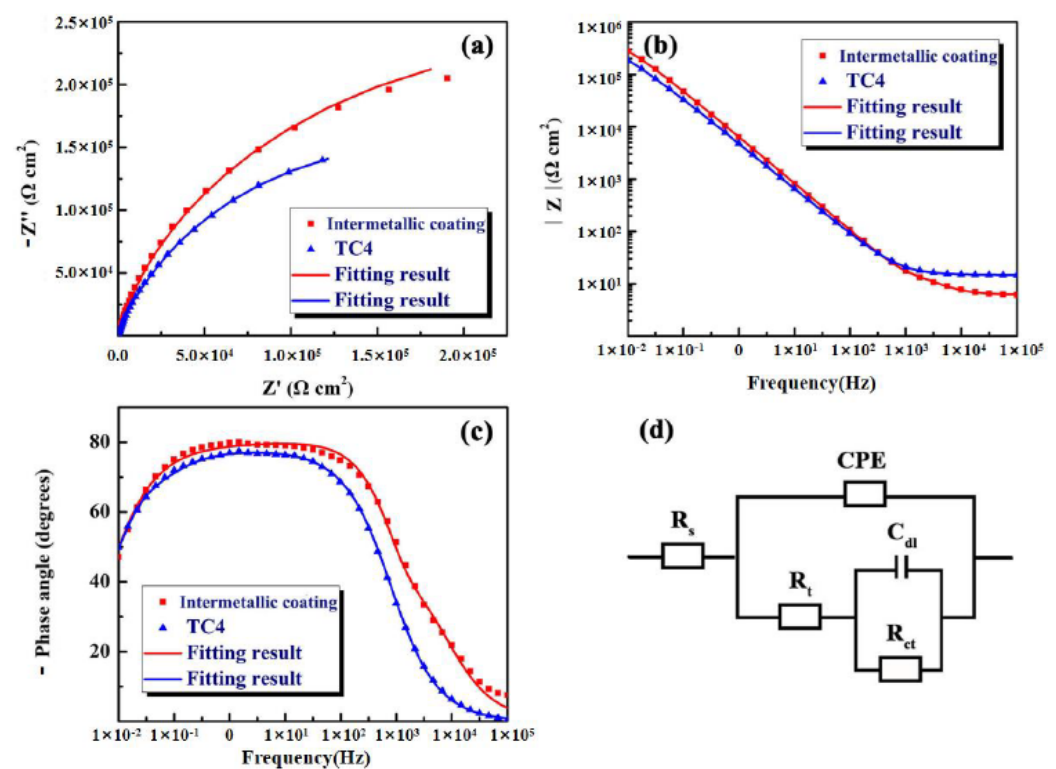 (a)
2.5×10⁵
2.0×10⁵
1.5×10⁵
1.0×10⁵
5.0×10⁴
-Z'' (Ω cm²)
Intermetallic coating
TC4
Fitting result
Fitting result
0.0
5.0×10⁴
1.0×10⁵
1.5×10⁵
2.0×10⁵
Z' (Ω cm²)
(b)
1×10⁶
1×10⁵
1×10⁴
1×10³
1×10²
1×10¹
| Z |(Ω cm²)
Intermetallic coating
TC4
Fitting result
Fitting result
1×10⁻²
1×10⁻¹
0
1×10¹
1×10²
1×10³
1×10⁴
1×10⁵
Frequency(Hz)
(c)
80
60
40
20
- Phase angle (degrees)
Intermetallic coating
TC4
Fitting result
Fitting result
1×10⁻²
1×10⁻¹
0
1×10¹
1×10²
1×10³
1×10⁴
1×10⁵
Frequency(Hz)
(d)
CPE
Rs
Cdl
Rt
Rct